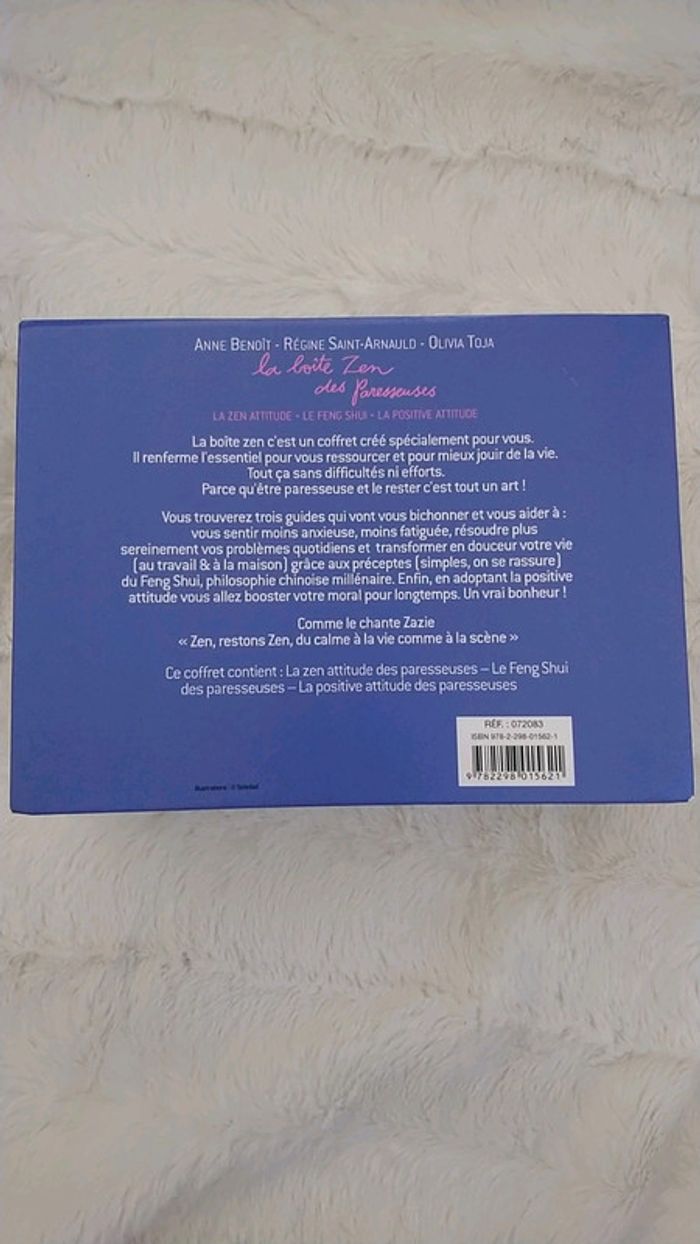 ANNE BENOÎT - RÉGINE SAINT-ARNAULD - OLIVIA TOJA
la boîte Zen
des Paresseuses
LA ZEN ATTITUDE - LE FENG SHUI - LA POSITIVE ATTITUDE
La boîte zen c'est un coffret créé spécialement pour vous.
Il renferme l'essentiel pour vous ressourcer et pour mieux jouir de la vie.
Tout ça sans difficultés ni efforts.
Parce qu'être paresseuse et le rester c'est tout un art !
Vous trouverez trois guides qui vont vous bichonner et vous aider à :
vous sentir moins anxieuse, moins fatiguée, résoudre plus
sereinement vos problèmes quotidiens et transformer en douceur votre vie
(au travail & à la maison) grâce aux préceptes (simples, on se rassure)
du Feng Shui, philosophie chinoise millénaire. Enfin, en adoptant la positive
attitude vous allez booster votre moral pour longtemps. Un vrai bonheur !
Comme le chante Zazie
« Zen, restons Zen, du calme à la vie comme à la scène »
Ce coffret contient : La zen attitude des paresseuses – Le Feng Shui
des paresseuses – La positive attitude des paresseuses
RÉF. : 072083
ISBN 978-2-298-01562-1
9 782298 015621
Illustrations : © Soledad